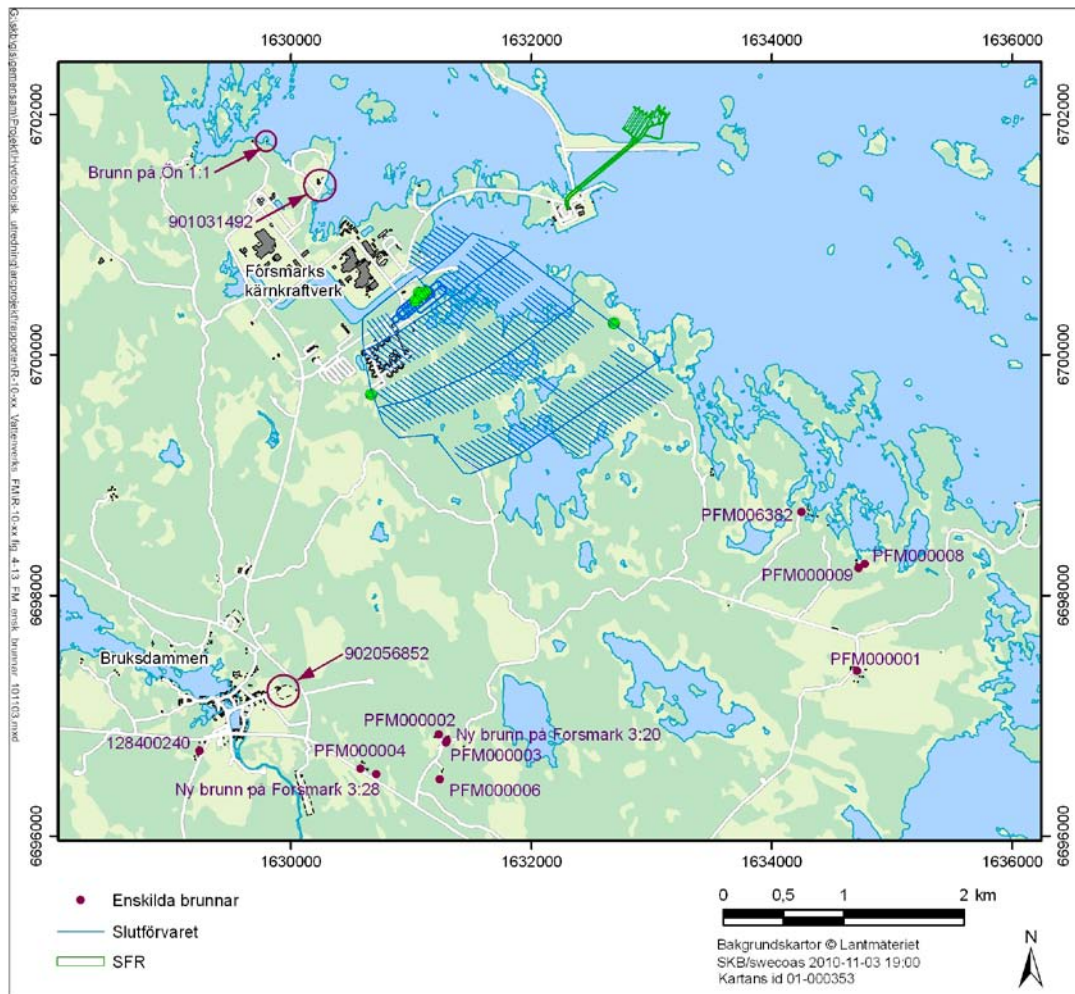 1630000
1632000
1634000
1636000
6702000
6702000
Brunn på Ön 1:1
901031492
Forsmarks
kärnkraftverk
6700000
6700000
PFM006382
PFM000008
PFM000009
6698000
6698000
902056852
Bruksdammen
PFM000001
PFM000002
Ny brunn på Forsmark 3:20
128400240
PFM000004
PFM000003
Ny brunn på Forsmark 3:28
PFM000006
6696000
6696000
1630000
1632000
1634000
1636000
Enskilda brunnar
Slutförvaret
SFR
0 0,5 1 2 km
Bakgrundskartor © Lantmäteriet
SKB/swecoas 2010-11-03 19:00
Kartans id 01-000353
N